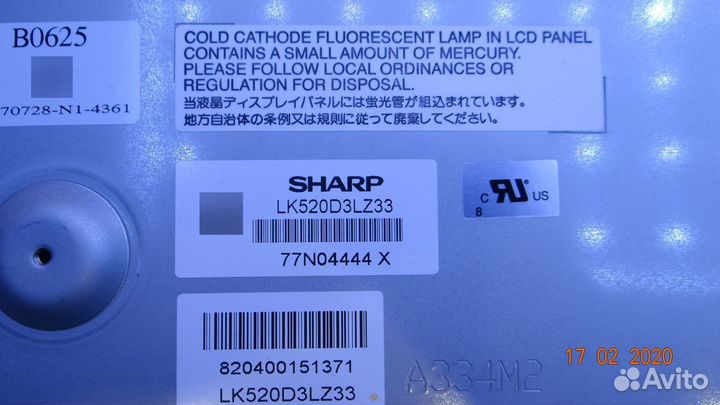 B0625
70728-N1-4361
COLD CATHODE FLUORESCENT LAMP IN LCD PANEL
CONTAINS A SMALL AMOUNT OF MERCURY.
PLEASE FOLLOW LOCAL ORDINANCES OR
REGULATION FOR DISPOSAL.
当液晶ディスプレイパネルには蛍光管が組込まれています。
地方自治体の条例又は規則に従って廃棄してください。
SHARP
LK520D3LZ33
77N04444 X
C RU US
8
820400151371
LK520D3LZ33
A334M2
17 02 2020
Avito